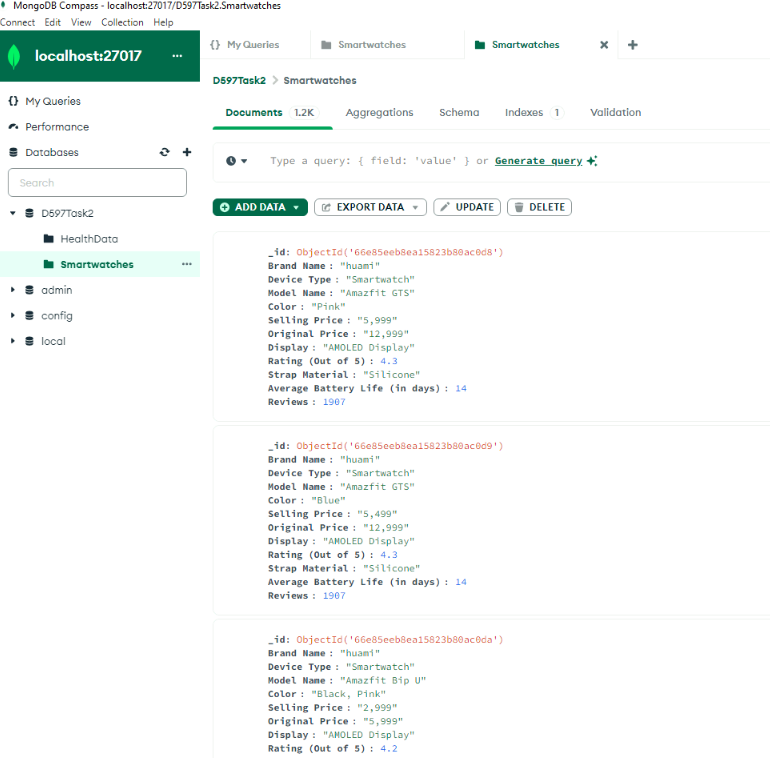 MongoDB Compass - localhost:27017/D597Task2.Smartwatches
Connect Edit View Collection Help
localhost:27017 ...
{} My Queries
Smartwatches
Smartwatches
D597Task2 > Smartwatches
My Queries
Performance
Databases
Search
D597Task2
HealthData
Smartwatches ...
admin
config
local
Documents 1.2K Aggregations Schema Indexes 1 Validation
Type a query: { field: 'value' } or Generate query
ADD DATA EXPORT DATA UPDATE DELETE
_id: ObjectId('66e85eeb8ea15823b80ac0d8')
Brand Name : "huami"
Device Type : "Smartwatch"
Model Name : "Amazfit GTS"
Color : "Pink"
Selling Price : "5,999"
Original Price : "12,999"
Display : "AMOLED Display"
Rating (Out of 5) : 4.3
Strap Material : "Silicone"
Average Battery Life (in days) : 14
Reviews : 1907
_id: ObjectId('66e85eeb8ea15823b80ac0d9')
Brand Name : "huami"
Device Type : "Smartwatch"
Model Name : "Amazfit GTS"
Color : "Blue"
Selling Price : "5,499"
Original Price : "12,999"
Display : "AMOLED Display"
Rating (Out of 5) : 4.3
Strap Material : "Silicone"
Average Battery Life (in days) : 14
Reviews : 1907
_id: ObjectId('66e85eeb8ea15823b80ac0da')
Brand Name : "huami"
Device Type : "Smartwatch"
Model Name : "Amazfit Bip U"
Color : "Black, Pink"
Selling Price : "2,999"
Original Price : "5,999"
Display : "AMOLED Display"
Rating (Out of 5) : 4.2